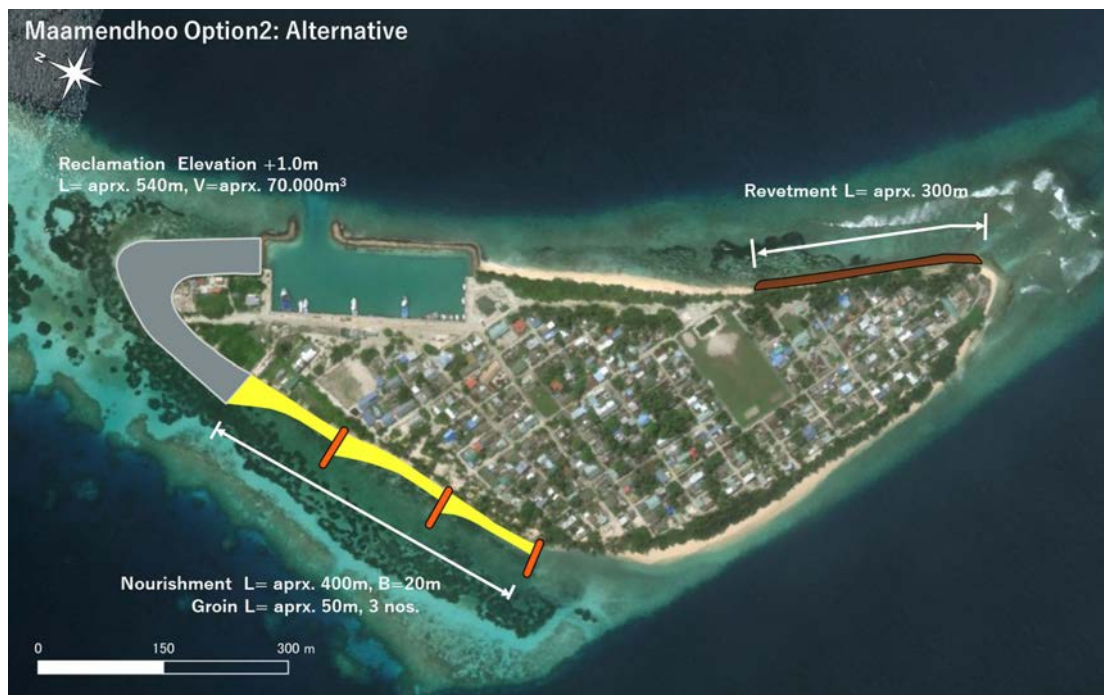 Maamendhoo Option2: Alternative
N
Reclamation Elevation +1.0m
L= aprx. 540m, V=aprx. 70.000m³
Revetment L= aprx. 300m
Nourishment L= aprx. 400m, B=20m
Groin L= aprx. 50m, 3 nos.
0 150 300 m